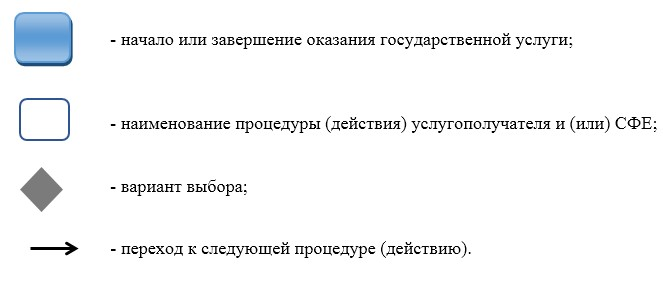 - начало или завершение оказания государственной услуги;
- наименование процедуры (действия) услугополучателя и (или) СФЕ;
- вариант выбора;
- переход к следующей процедуре (действию).